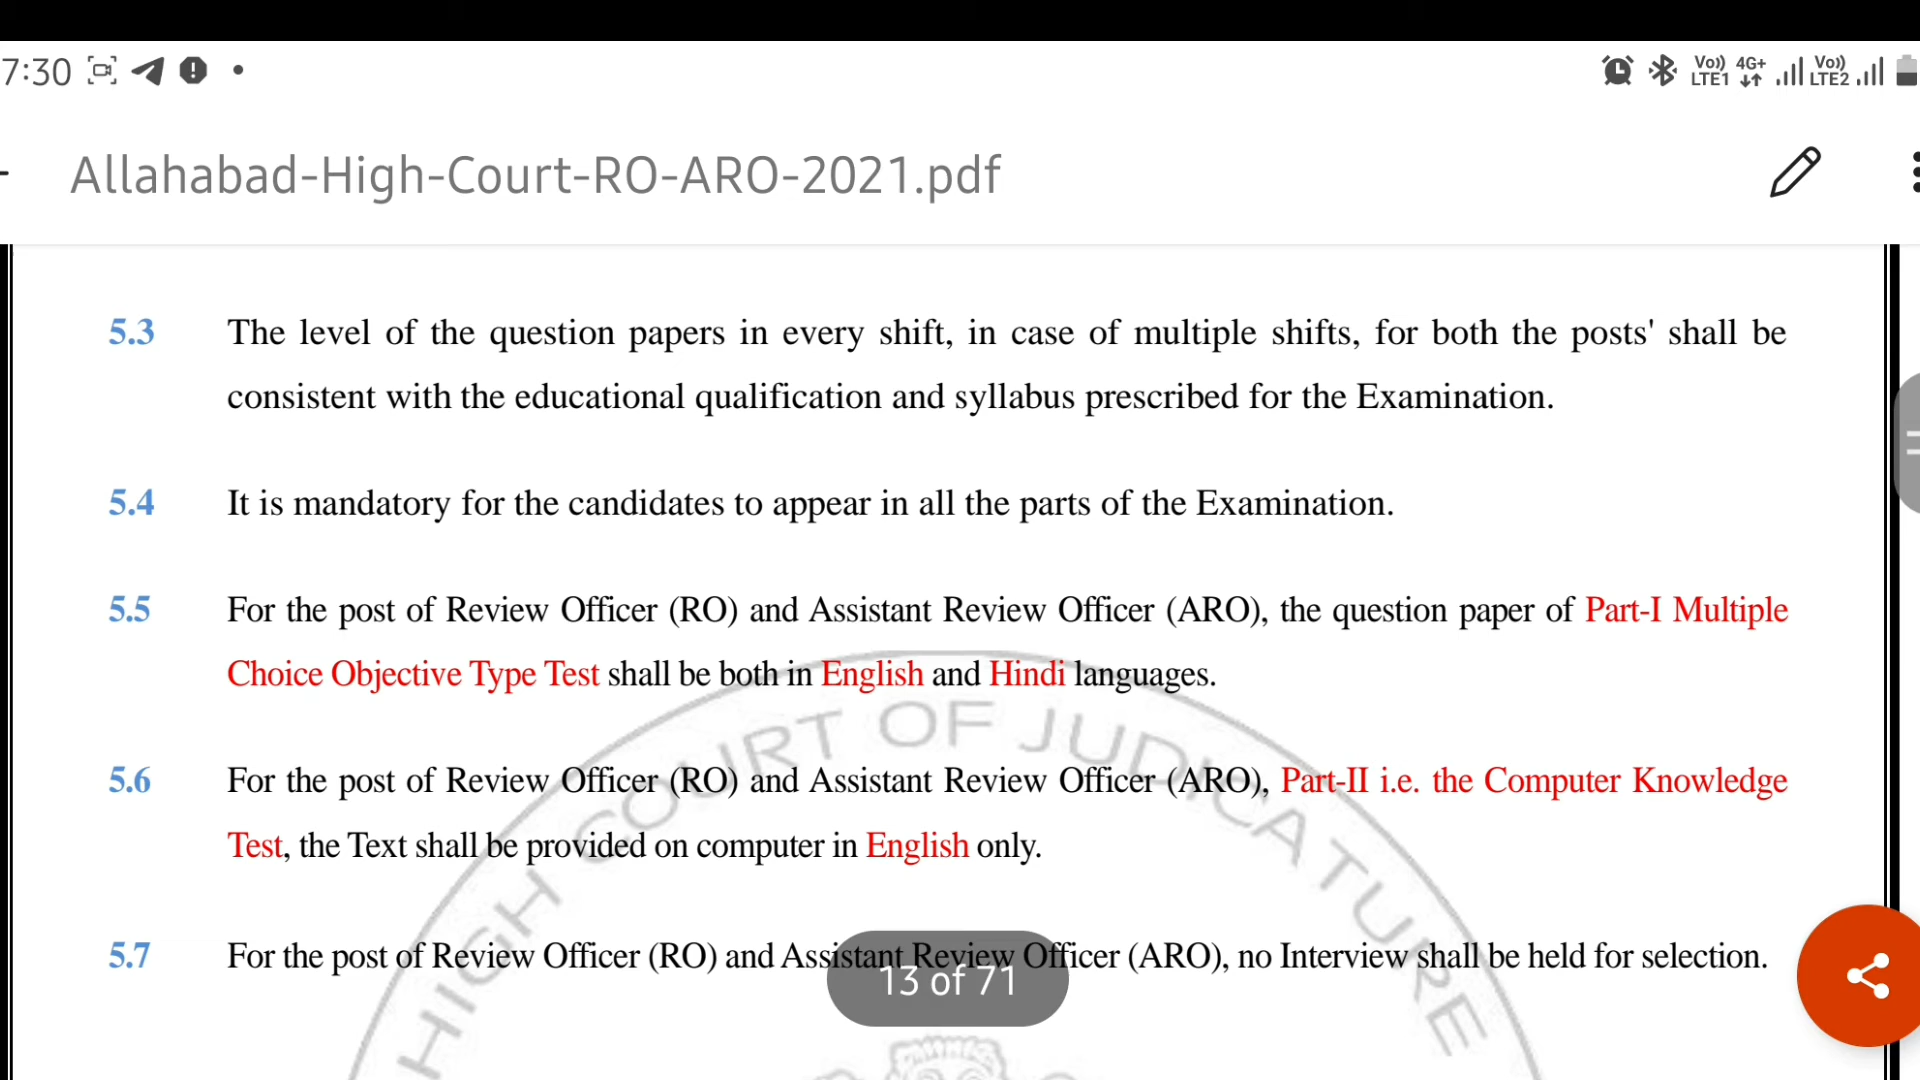 7:30
Vo)) 4G+ Vo))
LTE1 LTE2
Allahabad-High-Court-RO-ARO-2021.pdf
5.3 The level of the question papers in every shift, in case of multiple shifts, for both the posts' shall be
consistent with the educational qualification and syllabus prescribed for the Examination.
5.4 It is mandatory for the candidates to appear in all the parts of the Examination.
5.5 For the post of Review Officer (RO) and Assistant Review Officer (ARO), the question paper of Part-I Multiple
Choice Objective Type Test shall be both in English and Hindi languages.
5.6 For the post of Review Officer (RO) and Assistant Review Officer (ARO), Part-II i.e. the Computer Knowledge
Test, the Text shall be provided on computer in English only.
5.7 For the post of Review Officer (RO) and Assistant Review Officer (ARO), no Interview shall be held for selection.
13 of 71
HIGH COURT OF JUDICATURE